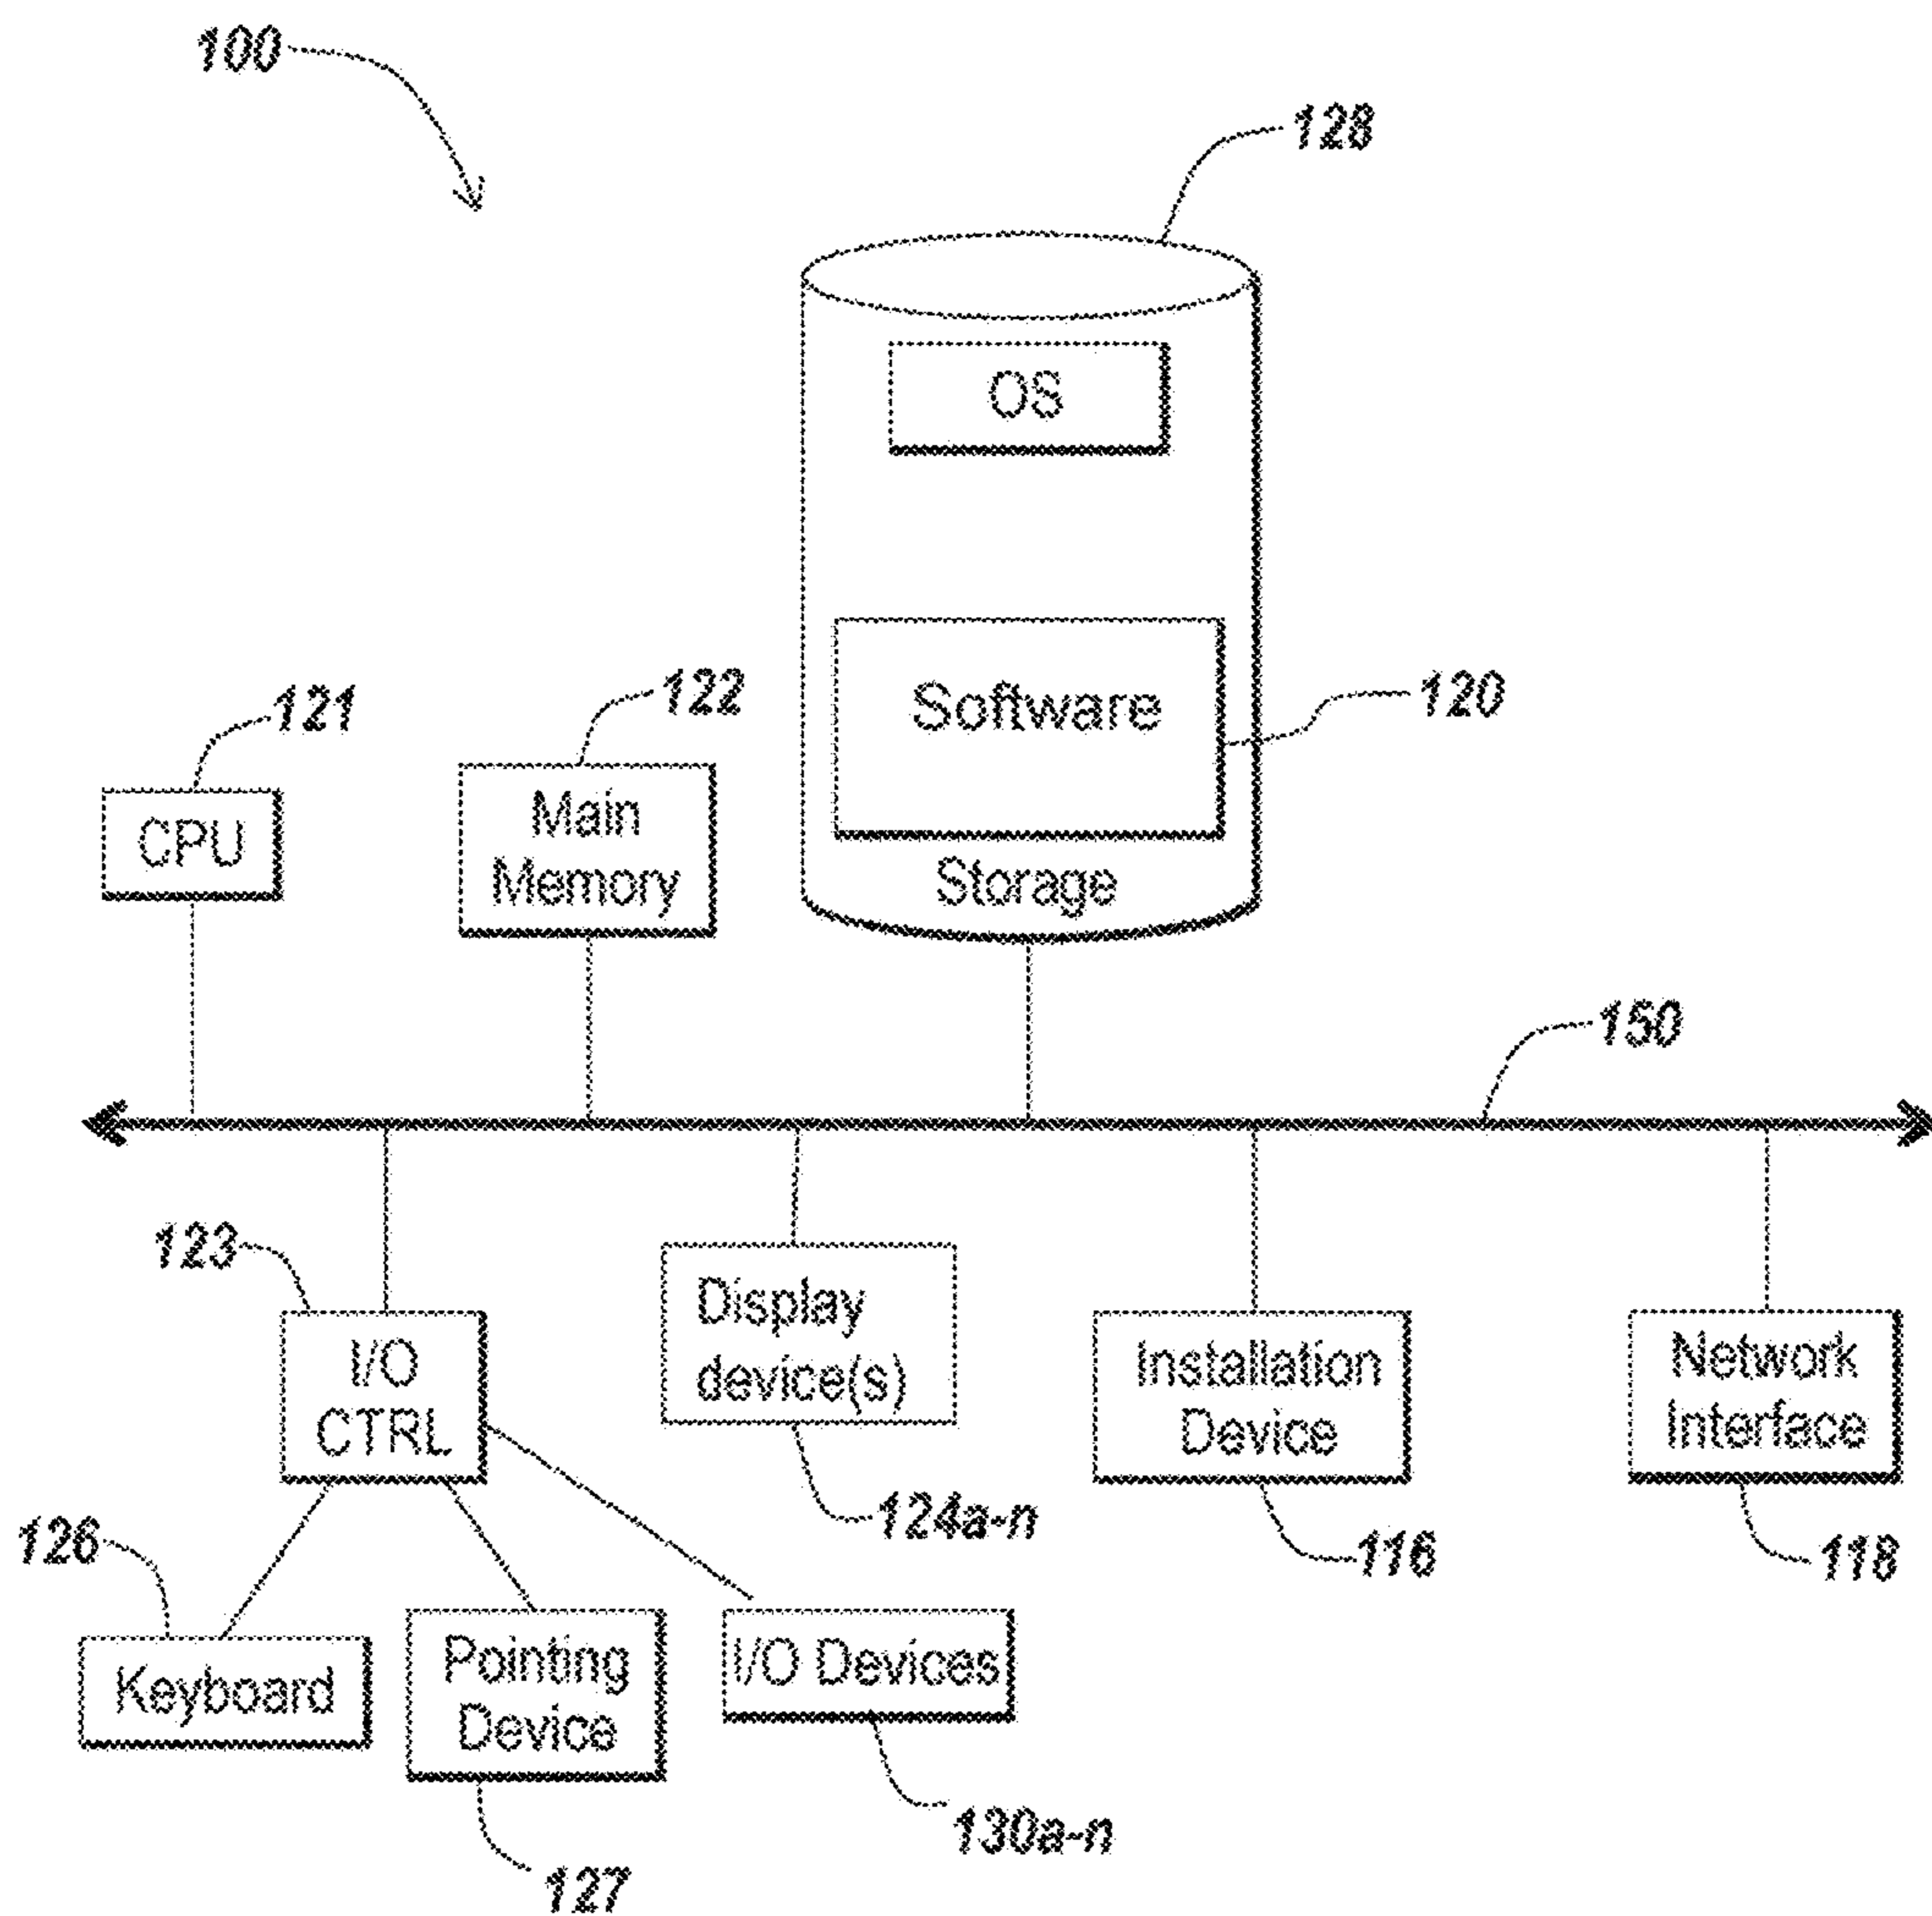 100
128
OS
Software
120
121
122
CPU
Main
Memory
Storage
150
123
I/O
CTRL
Display
device(s)
Installation
Device
Network
Interface
124a-n
116
118
126
Keyboard
Pointing
Device
I/O Devices
130a-n
127